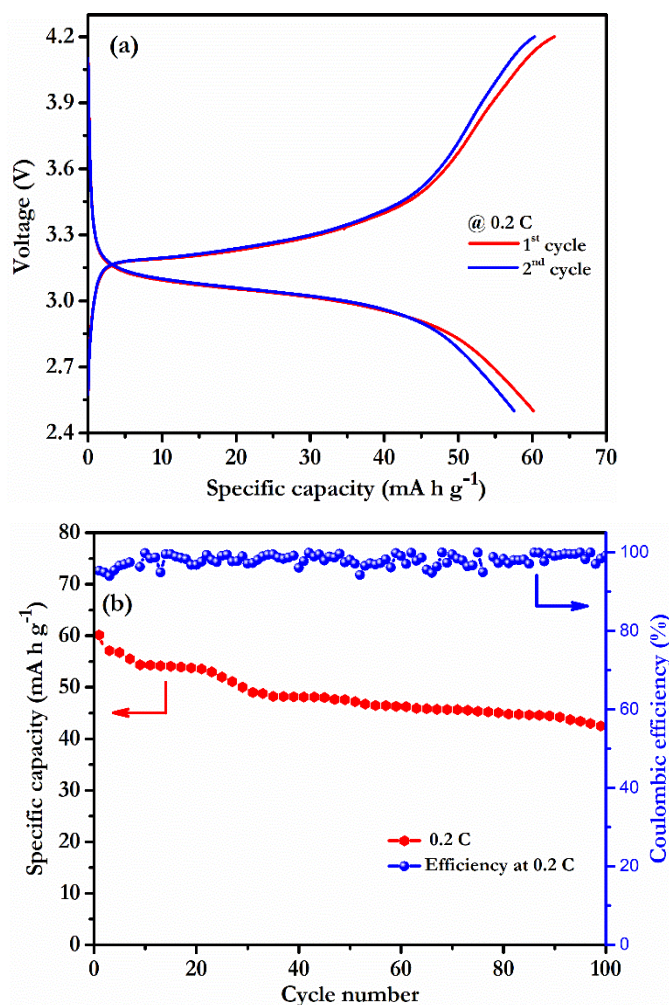 (a)
4.2
3.9
3.6
3.3
3.0
2.7
2.4
Voltage (V)
@ 0.2 C
1st cycle
2nd cycle
0 10 20 30 40 50 60 70
Specific capacity (mA h g-1)
(b)
80
70
60
50
40
30
20
10
0
Specific capacity (mA h g-1)
100
80
60
40
20
0
Coulombic efficiency (%)
0.2 C
Efficiency at 0.2 C
0 20 40 60 80 100
Cycle number